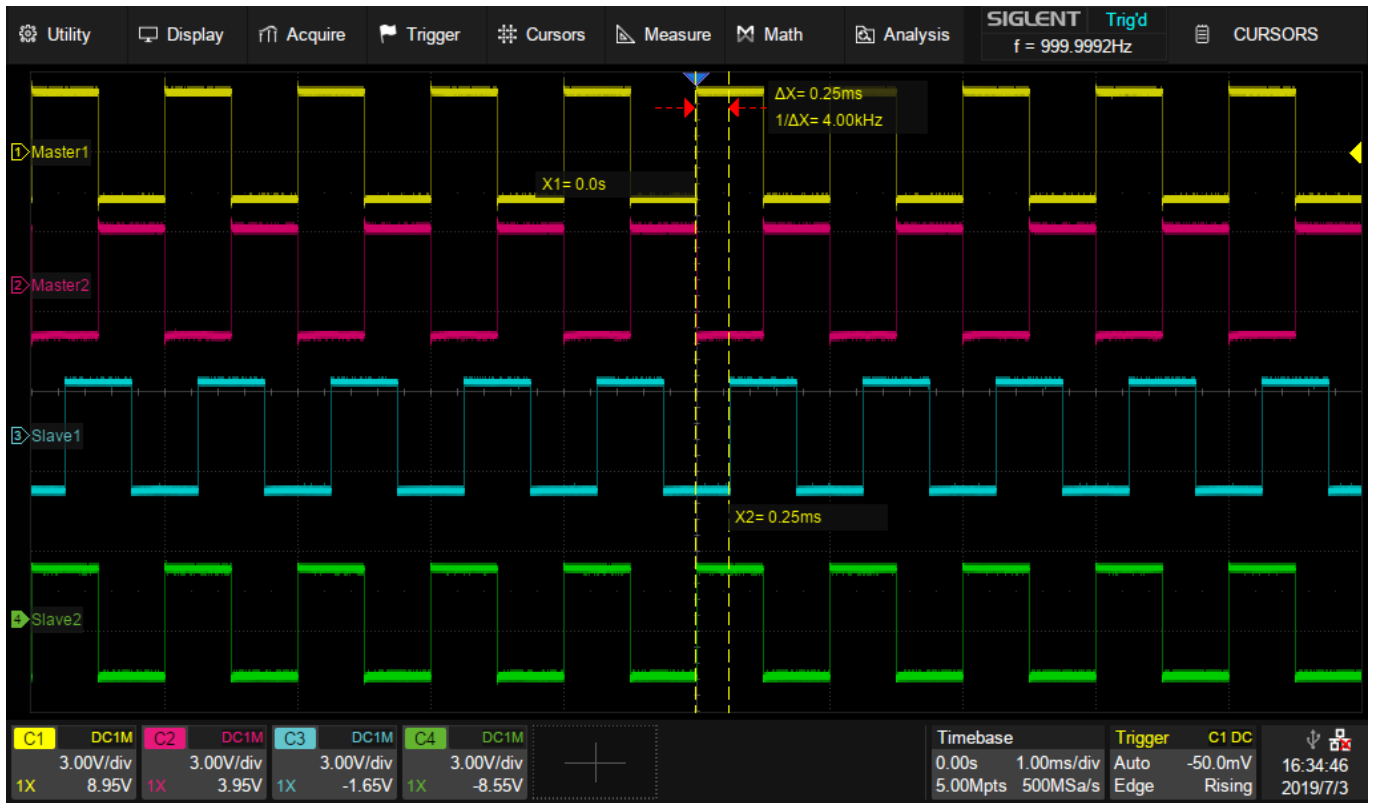 Utility Display Acquire Trigger Cursors Measure Math Analysis SIGLENT Trig'd CURSORS
f = 999.9992Hz
ΔX= 0.25ms
1/ΔX= 4.00kHz
1 Master1
X1= 0.0s
2 Master2
3 Slave1
X2= 0.25ms
4 Slave2
C1 DC1M C2 DC1M C3 DC1M C4 DC1M Timebase Trigger C1 DC
3.00V/div 3.00V/div 3.00V/div 3.00V/div 0.00s 1.00ms/div Auto -50.0mV 16:34:46
1X 8.95V 1X 3.95V 1X -1.65V 1X -8.55V 5.00Mpts 500MSa/s Edge Rising 2019/7/3